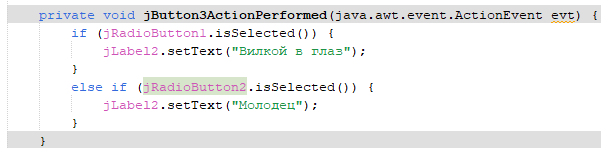 private void jButton3ActionPerformed(java.awt.event.ActionEvent evt) {
if (jRadioButton1.isSelected()) {
jLabel2.setText("Вилкой в глаз");
}
else if (jRadioButton2.isSelected()) {
jLabel2.setText("Молодец");
}
}